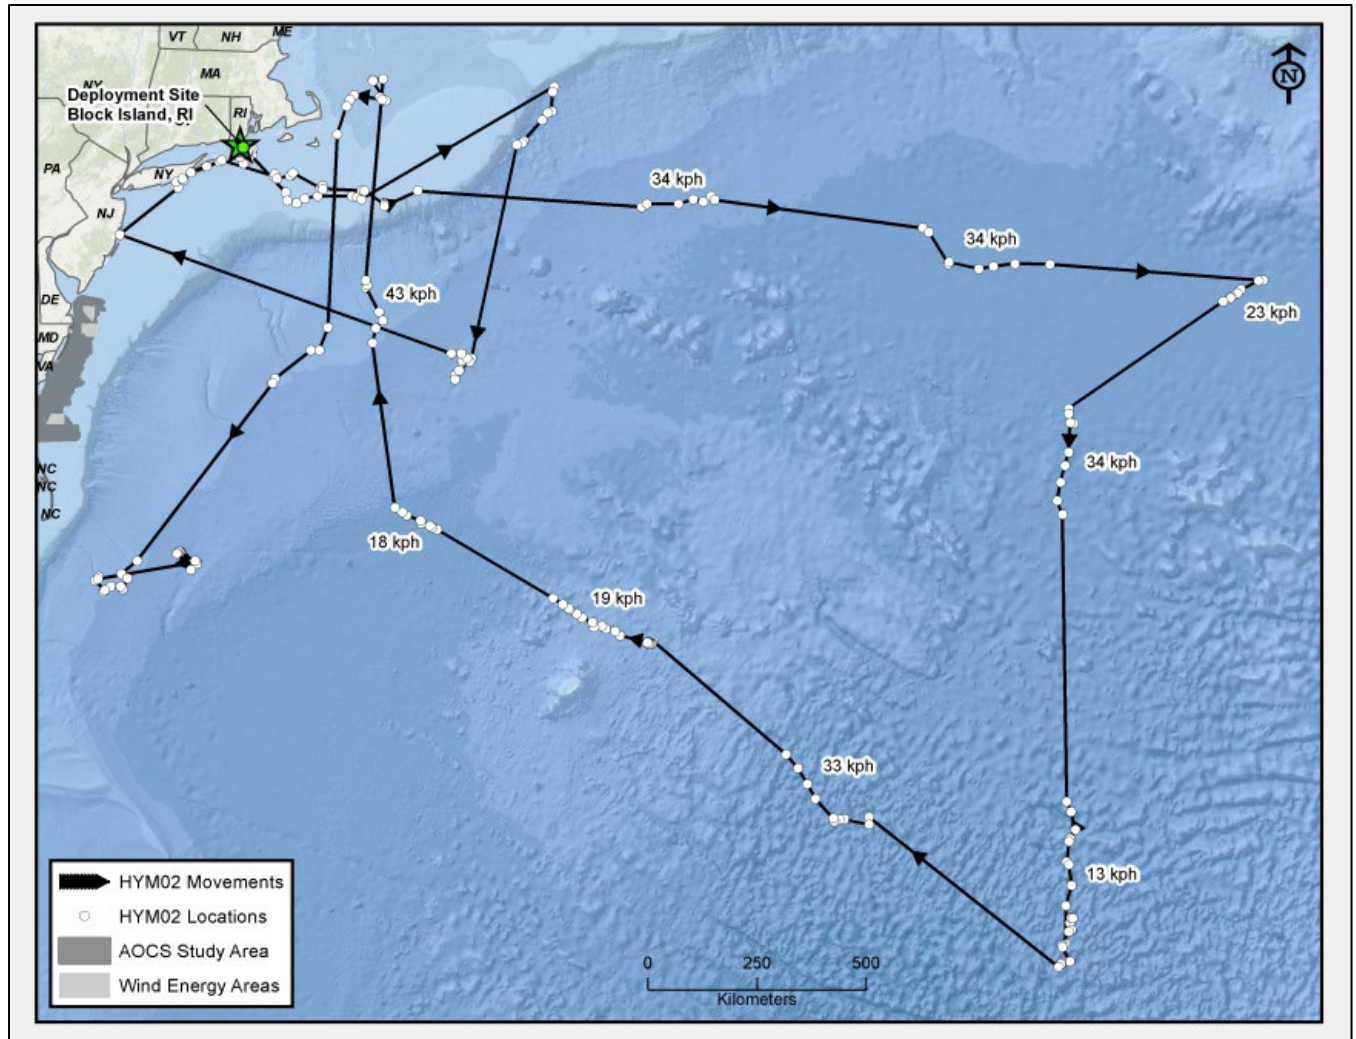 VT
NH
ME
MA
NY
Deployment Site
Block Island, RI
RI
PA
NY
NJ
DE
MD
VA
NC
NC
NC
34 kph
34 kph
23 kph
43 kph
34 kph
18 kph
19 kph
33 kph
13 kph
N
HYM02 Movements
HYM02 Locations
AOCS Study Area
Wind Energy Areas
0 250 500
Kilometers